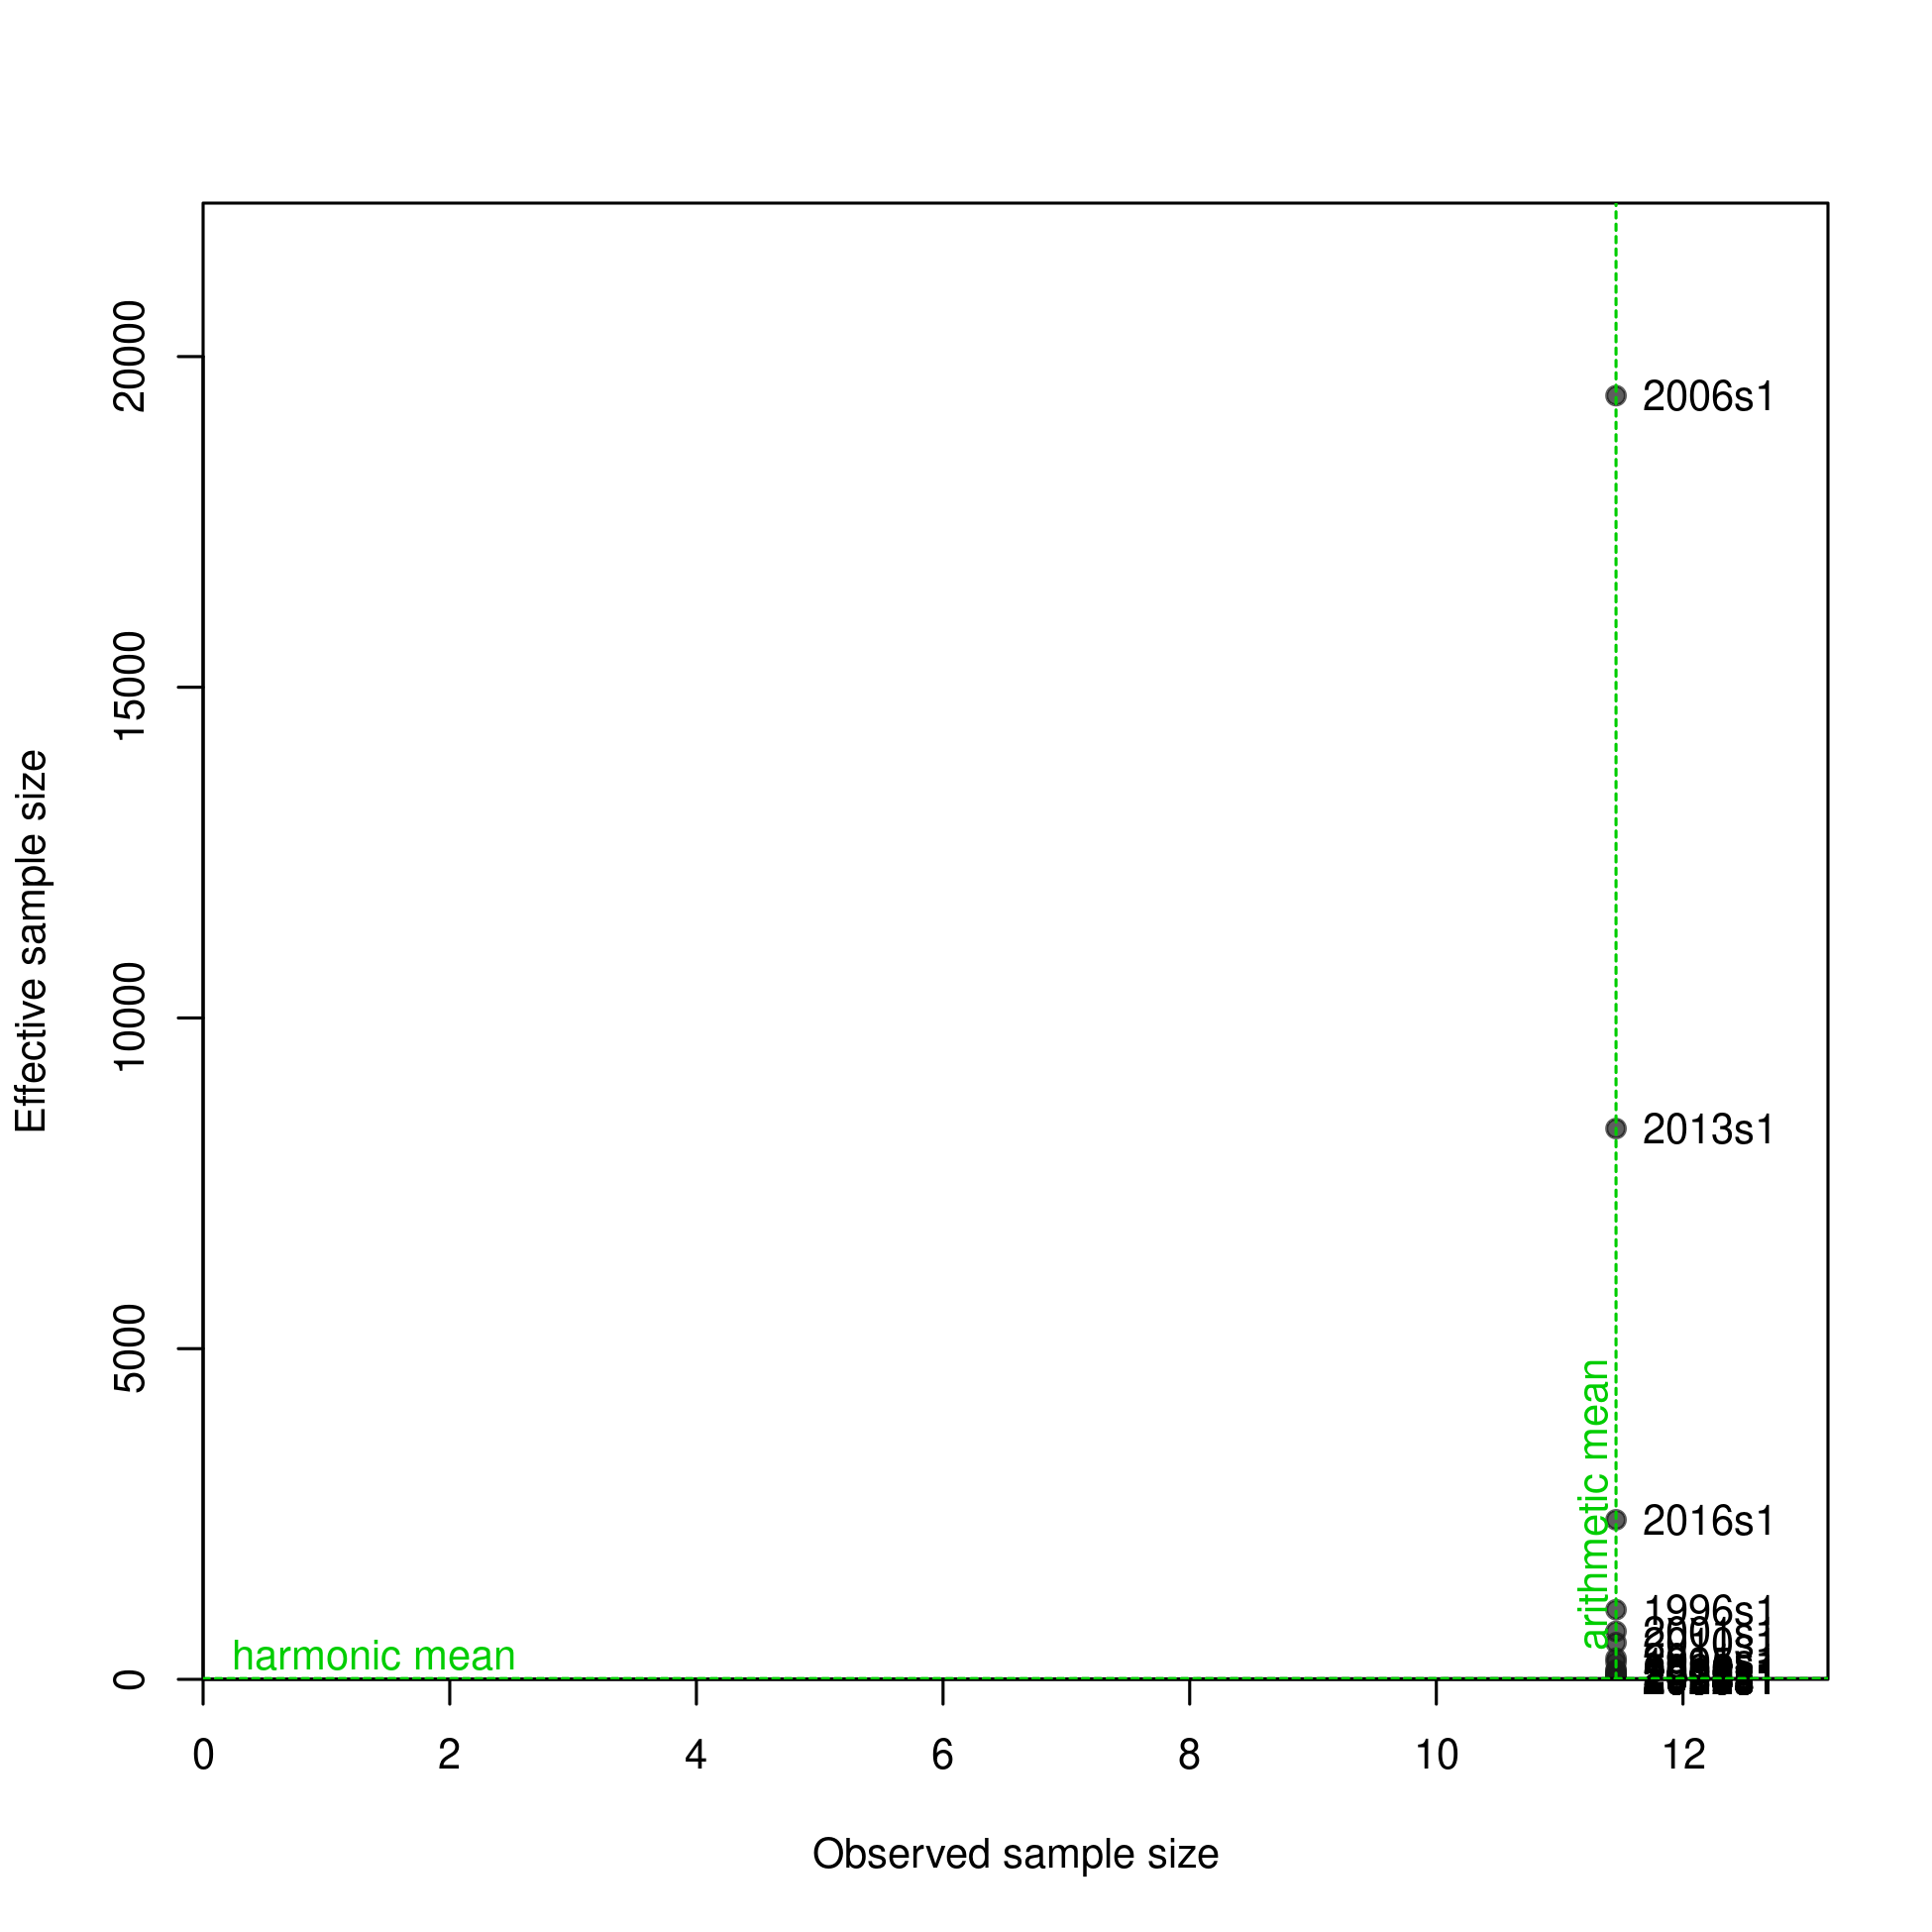 20000
15000
10000
5000
0
Effective sample size
2006s1
2013s1
2016s1
1996s1
arithmetic mean
harmonic mean
0 2 4 6 8 10 12
Observed sample size